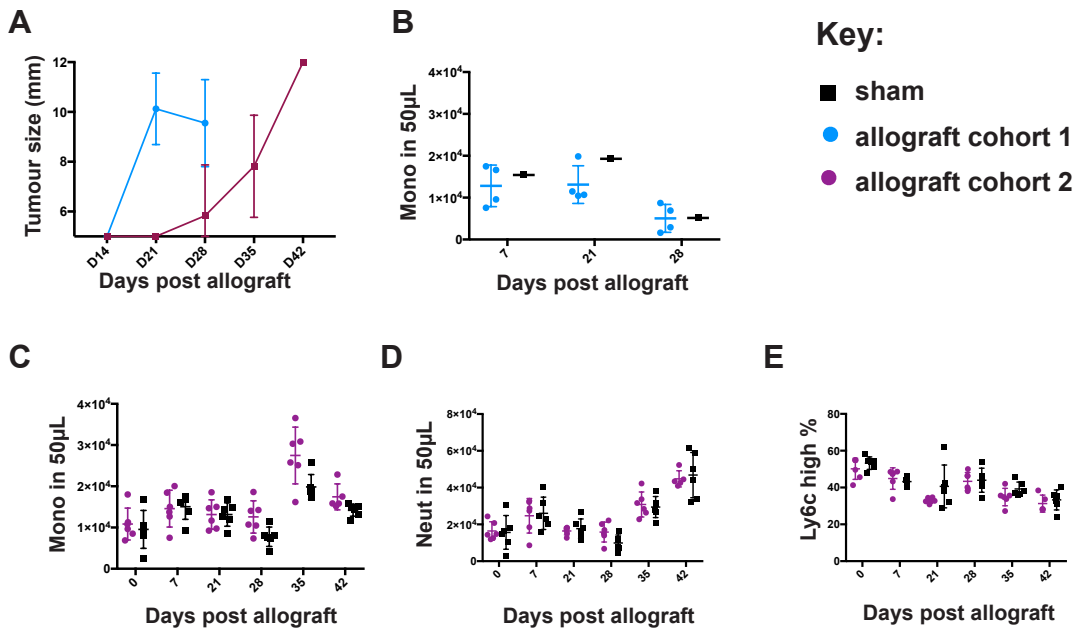 A
Tumour size (mm)
12
10
8
6
D14
D21
D28
D35
D42
Days post allograft
B
Mono in 50µL
4×10⁴
3×10⁴
2×10⁴
1×10⁴
0
7
21
28
Days post allograft
Key:
sham
allograft cohort 1
allograft cohort 2
C
Mono in 50µL
4×10⁴
3×10⁴
2×10⁴
1×10⁴
0
0
7
21
28
35
42
Days post allograft
D
Neut in 50µL
8×10⁴
6×10⁴
4×10⁴
2×10⁴
0
0
7
21
28
35
42
Days post allograft
E
Ly6c high %
80
60
40
20
0
0
7
21
28
35
42
Days post allograft